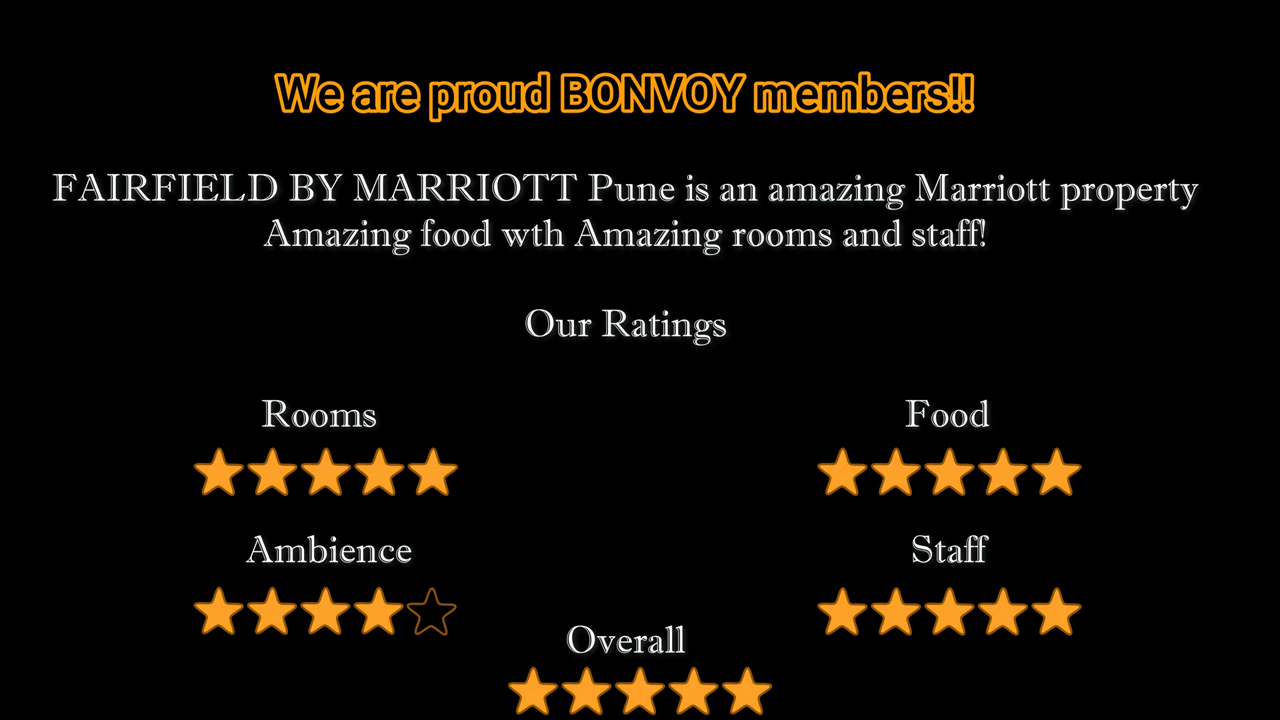 We are proud BONVOY members!!
FAIRFIELD BY MARRIOTT Pune is an amazing Marriott property
Amazing food wth Amazing rooms and staff!
Our Ratings
Rooms
Food
Ambience
Staff
Overall